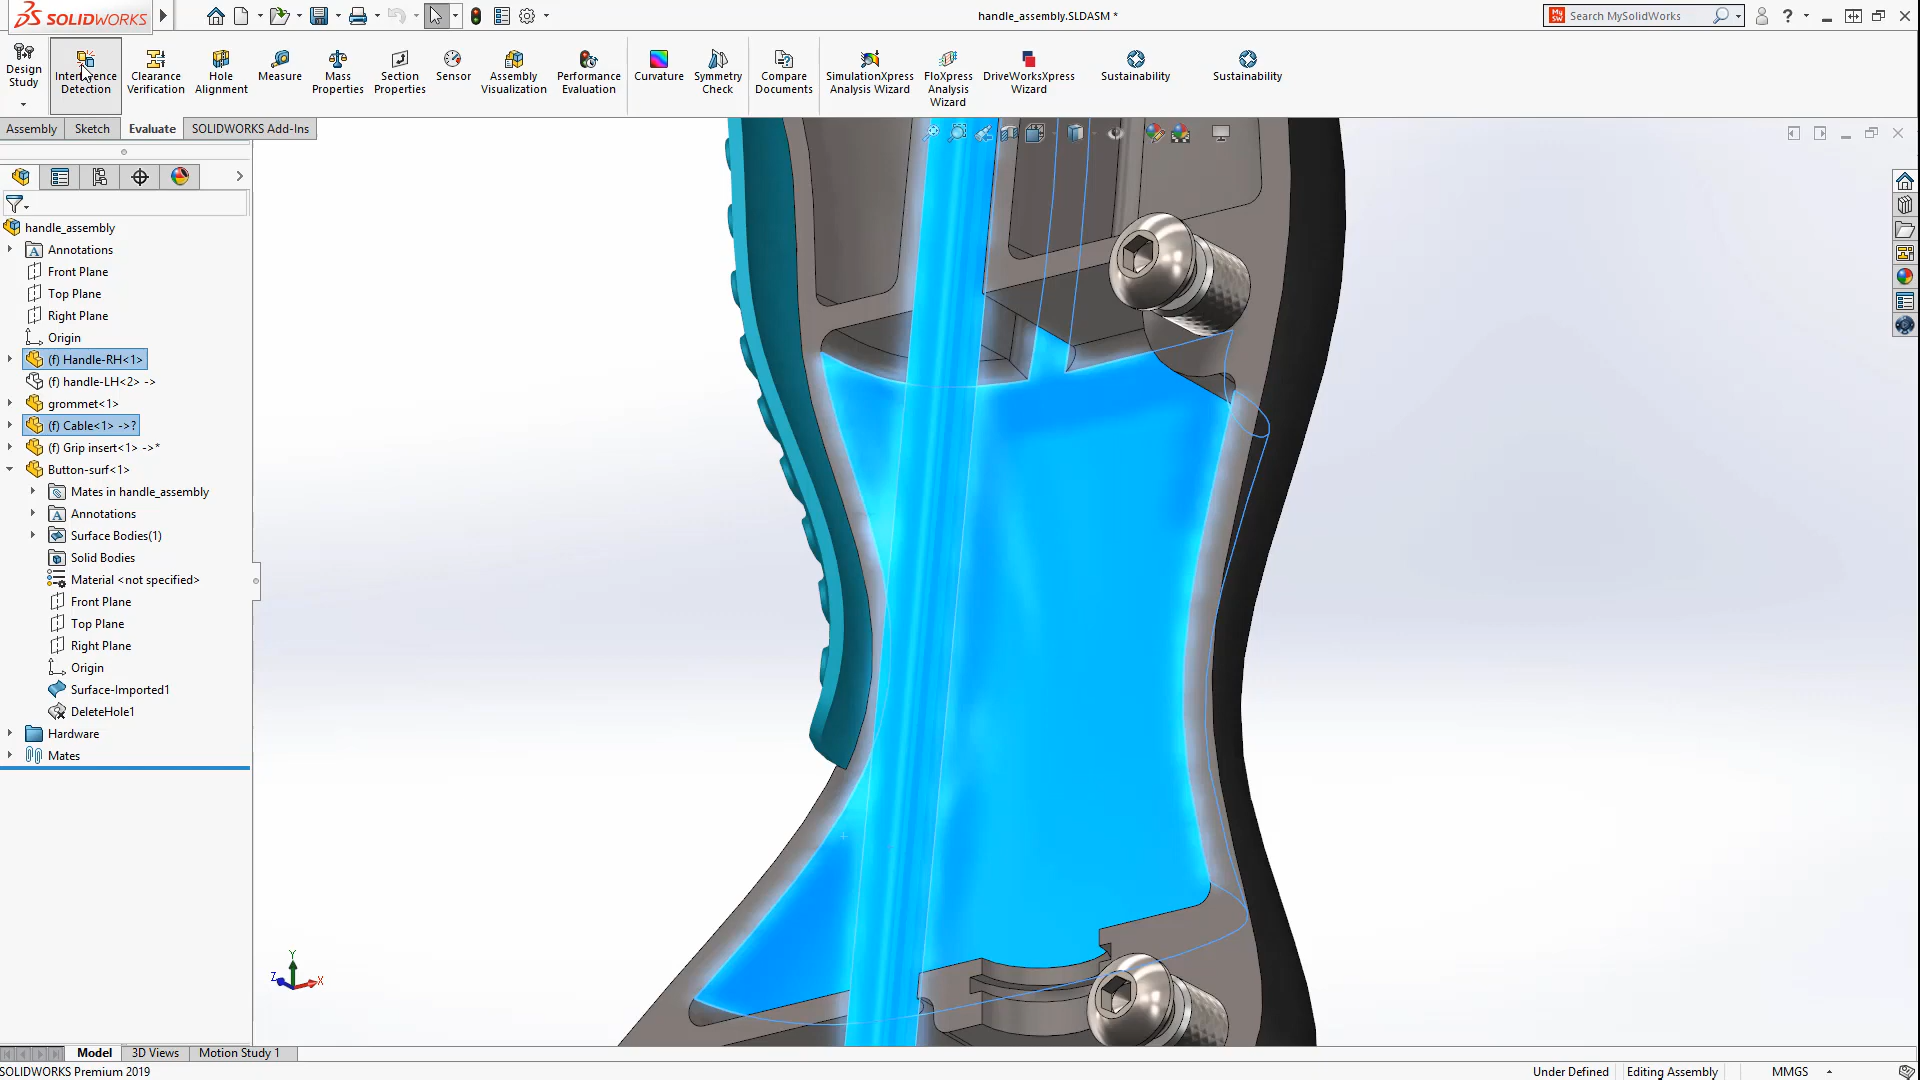 SOLIDWORKS
handle_assembly.SLDASM *
Search MySolidWorks
Design Study
Interference Detection
Clearance Verification
Hole Alignment
Measure
Mass Properties
Section Properties
Sensor
Assembly Visualization
Performance Evaluation
Curvature
Symmetry Check
Compare Documents
SimulationXpress Analysis Wizard
FloXpress Analysis Wizard
DriveWorksXpress Wizard
Sustainability
Sustainability
Assembly
Sketch
Evaluate
SOLIDWORKS Add-Ins
handle_assembly
Annotations
Front Plane
Top Plane
Right Plane
Origin
(f) Handle-RH<1>
(f) handle-LH<2> ->
grommet<1>
(f) Cable<1> ->?
(f) Grip insert<1> ->*
Button-surf<1>
Mates in handle_assembly
Annotations
Surface Bodies(1)
Solid Bodies
Material <not specified>
Front Plane
Top Plane
Right Plane
Origin
Surface-Imported1
DeleteHole1
Hardware
Mates
Y
Z
X
Model
3D Views
Motion Study 1
SOLIDWORKS Premium 2019
Under Defined
Editing Assembly
MMGS